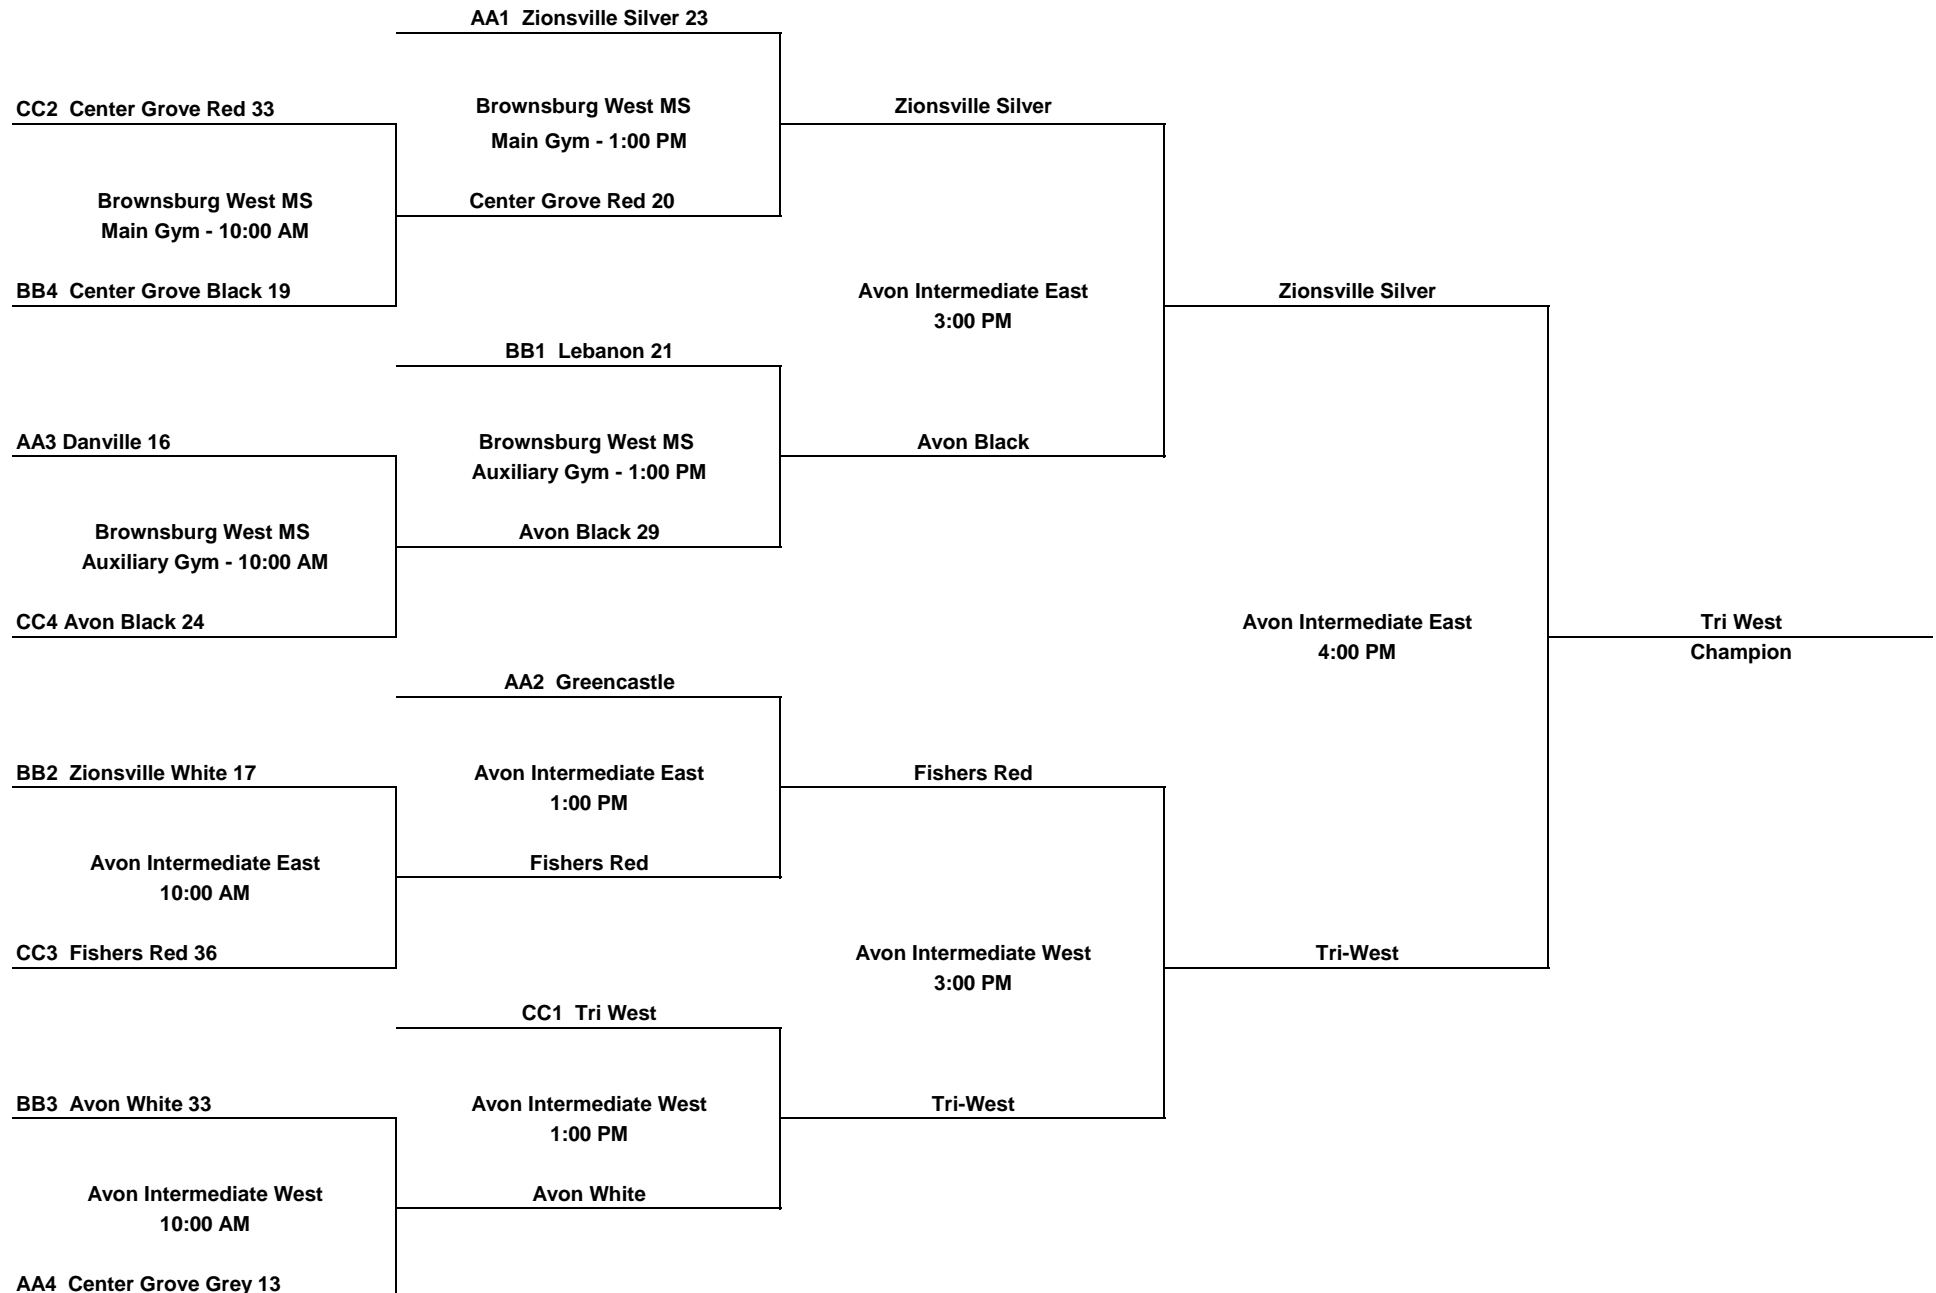 AA1 Zionsville Silver 23
CC2 Center Grove Red 33
Brownsburg West MS
Zionsville Silver
Main Gym - 1:00 PM
Brownsburg West MS
Center Grove Red 20
Main Gym - 10:00 AM
BB4 Center Grove Black 19
Avon Intermediate East
Zionsville Silver
3:00 PM
BB1 Lebanon 21
AA3 Danville 16
Brownsburg West MS
Avon Black
Auxiliary Gym - 1:00 PM
Brownsburg West MS
Avon Black 29
Auxiliary Gym - 10:00 AM
CC4 Avon Black 24
Avon Intermediate East
Tri West
4:00 PM
Champion
AA2 Greencastle
BB2 Zionsville White 17
Avon Intermediate East
Fishers Red
1:00 PM
Avon Intermediate East
Fishers Red
10:00 AM
CC3 Fishers Red 36
Avon Intermediate West
Tri-West
3:00 PM
CC1 Tri West
BB3 Avon White 33
Avon Intermediate West
Tri-West
1:00 PM
Avon Intermediate West
Avon White
10:00 AM
AA4 Center Grove Grey 13